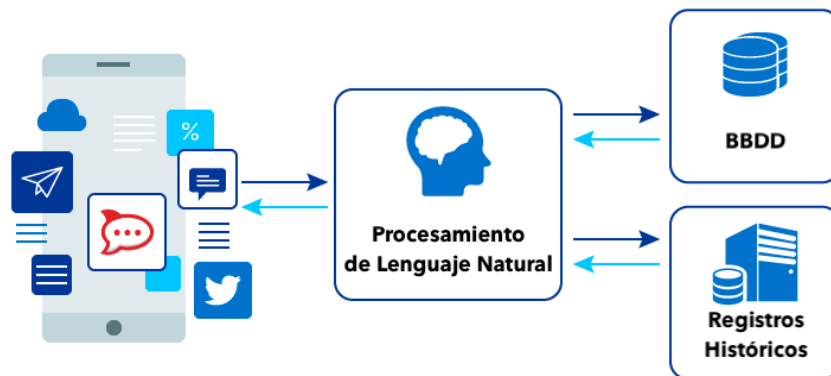 %
Procesamiento
de Lenguaje Natural
BBDD
Registros
Históricos